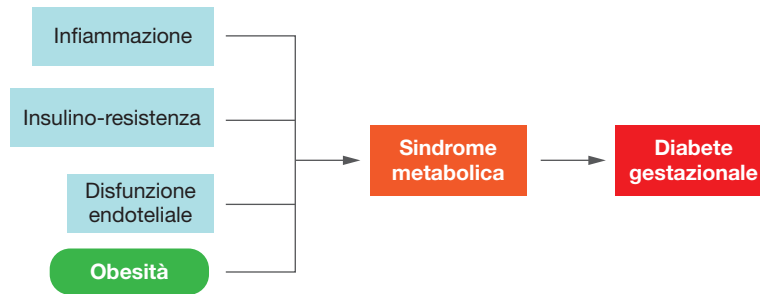 Infiammazione
Insulino-resistenza
Disfunzione
endoteliale
Obesità
Sindrome
metabolica
Diabete
gestazionale